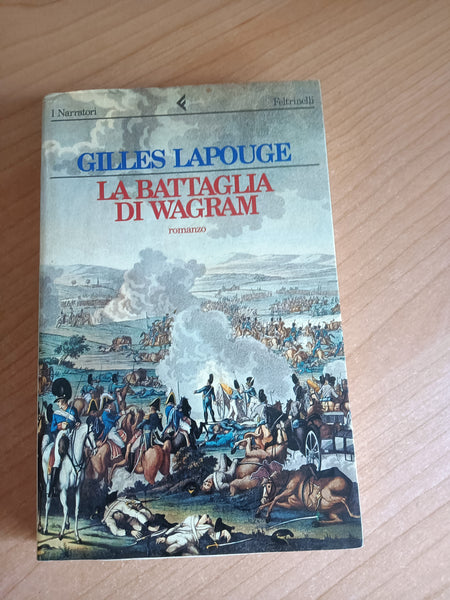 I Narratori
Feltrinelli
GILLES LAPOUGE
LA BATTAGLIA
DI WAGRAM
romanzo